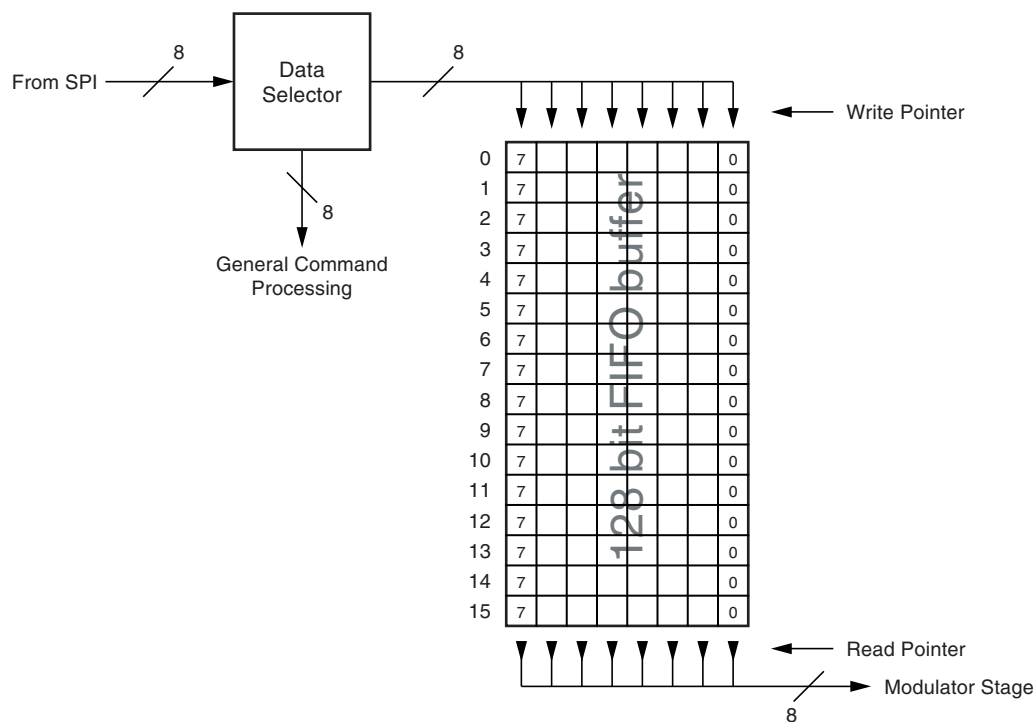 From SPI
8
Data
Selector
8
8
General Command
Processing
Write Pointer
0 7 0
1 7 0
2 7 0
3 7 0
4 7 0
5 7 0
6 7 0
7 7 0
8 7 0
9 7 0
10 7 0
11 7 0
12 7 0
13 7 0
14 7 0
15 7 0
128 bit FIFO buffer
Read Pointer
8
Modulator Stage